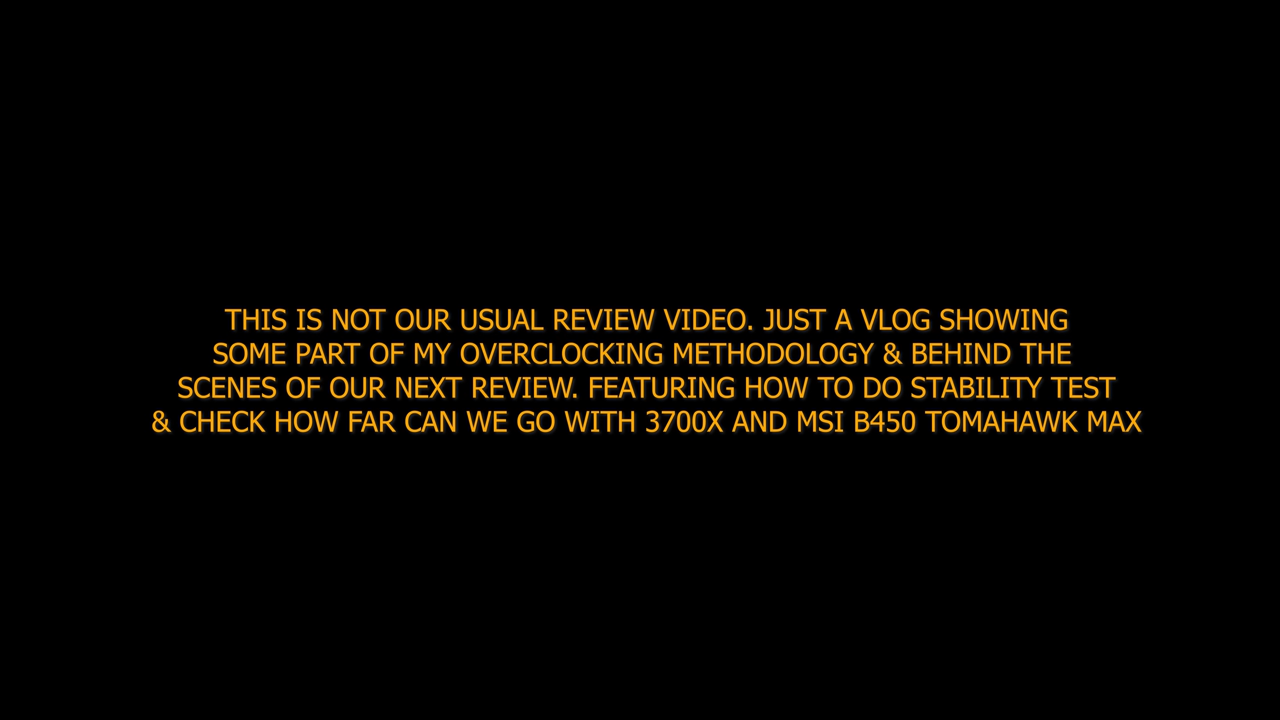 THIS IS NOT OUR USUAL REVIEW VIDEO. JUST A VLOG SHOWING
SOME PART OF MY OVERCLOCKING METHODOLOGY & BEHIND THE
SCENES OF OUR NEXT REVIEW. FEATURING HOW TO DO STABILITY TEST
& CHECK HOW FAR CAN WE GO WITH 3700X AND MSI B450 TOMAHAWK MAX